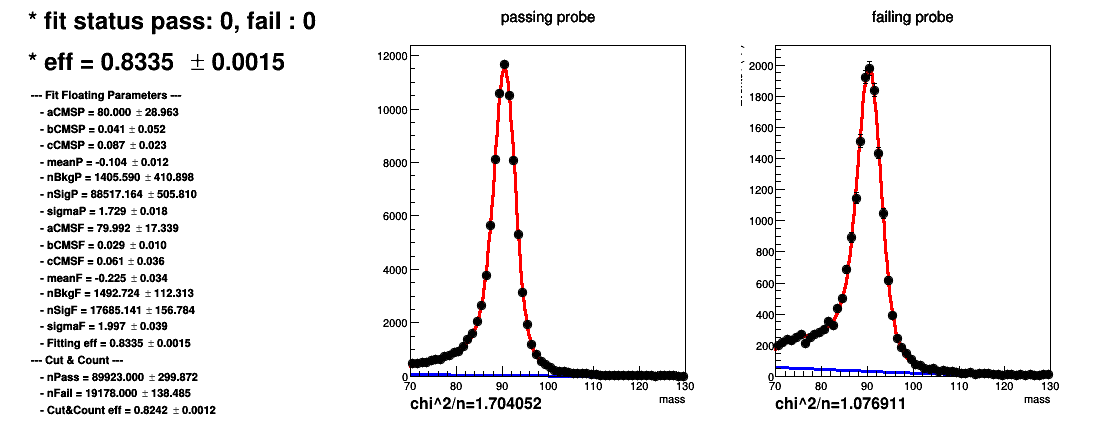 * fit status pass: 0, fail : 0
* eff = 0.8335 ± 0.0015
--- Fit Floating Parameters ---
- aCMSP = 80.000 ± 28.963
- bCMSP = 0.041 ± 0.052
- cCMSP = 0.087 ± 0.023
- meanP = -0.104 ± 0.012
- nBkgP = 1405.590 ± 410.898
- nSigP = 88517.164 ± 505.810
- sigmaP = 1.729 ± 0.018
- aCMSF = 79.992 ± 17.339
- bCMSF = 0.029 ± 0.010
- cCMSF = 0.061 ± 0.036
- meanF = -0.225 ± 0.034
- nBkgF = 1492.724 ± 112.313
- nSigF = 17685.141 ± 156.784
- sigmaF = 1.997 ± 0.039
- Fitting eff = 0.8335 ± 0.0015
--- Cut & Count ---
- nPass = 89923.000 ± 299.872
- nFail = 19178.000 ± 138.485
- Cut&Count eff = 0.8242 ± 0.0012
passing probe
12000
10000
8000
6000
4000
2000
0
70 80 90 100 110 120 130
mass
chi^2/n=1.704052
failing probe
2000
1800
1600
1400
1200
1000
800
600
400
200
0
70 80 90 100 110 120 130
mass
chi^2/n=1.076911